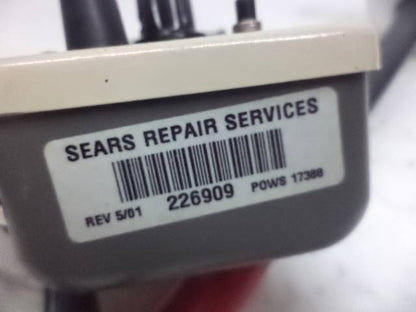 SEARS REPAIR SERVICES
REV 5/01 226909 POWS 17388